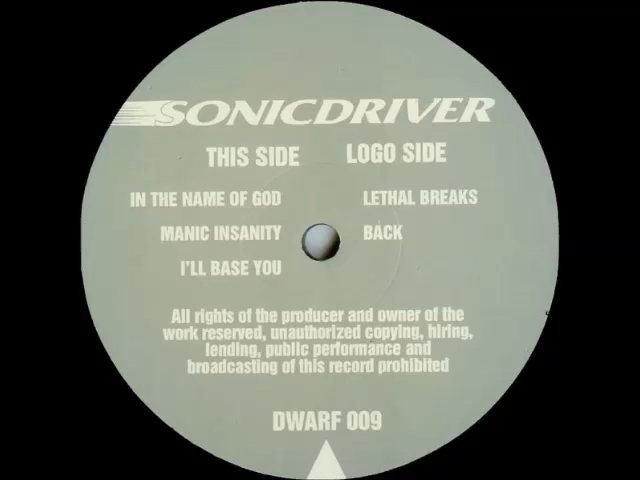 SONICDRIVER
THIS SIDE LOGO SIDE
IN THE NAME OF GOD LETHAL BREAKS
MANIC INSANITY BACK
I'LL BASE YOU
All rights of the producer and owner of the
work reserved, unauthorized copying, hiring,
lending, public performance and
broadcasting of this record prohibited
DWARF 009